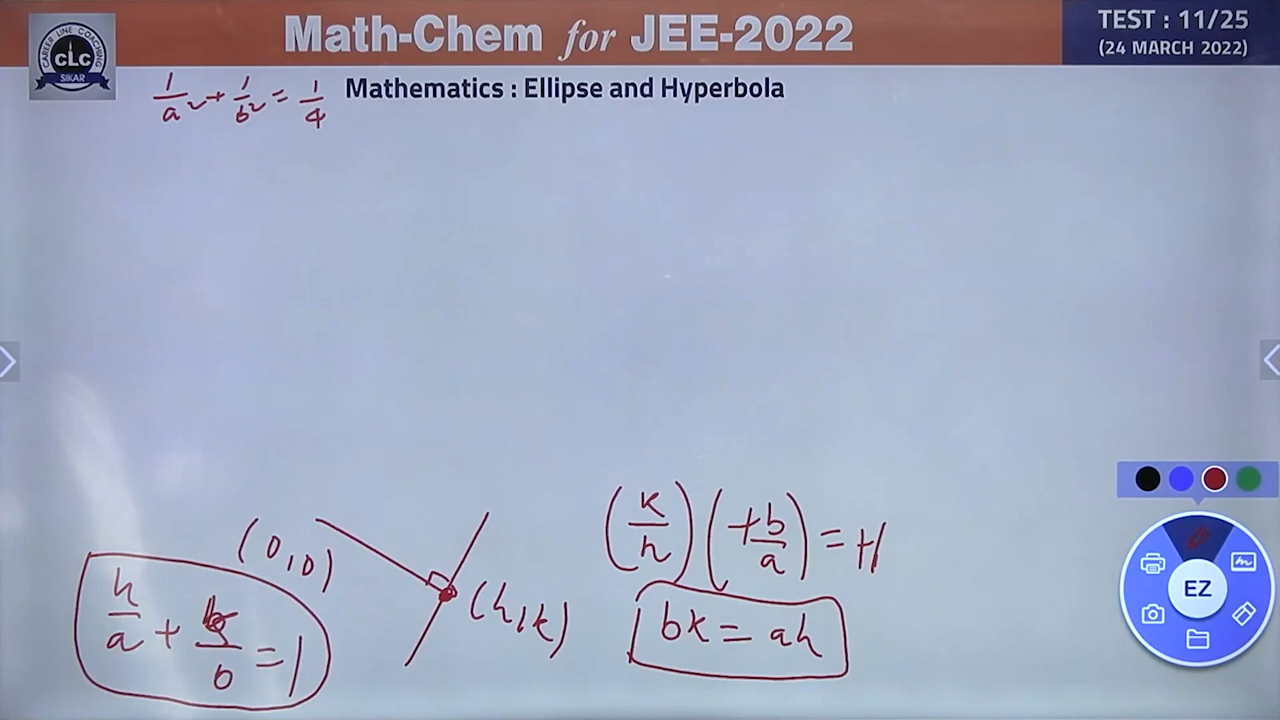 Math-Chem for JEE-2022
TEST : 11/25
(24 MARCH 2022)
CAREER LINE COACHING
CLC
SIKAR
1/a² + 1/b² = 1/4
Mathematics : Ellipse and Hyperbola
(0,0)
(h,k)
h/a + k/b = 1
(k/h) (+b/a) = +1
bk = ah
EZ